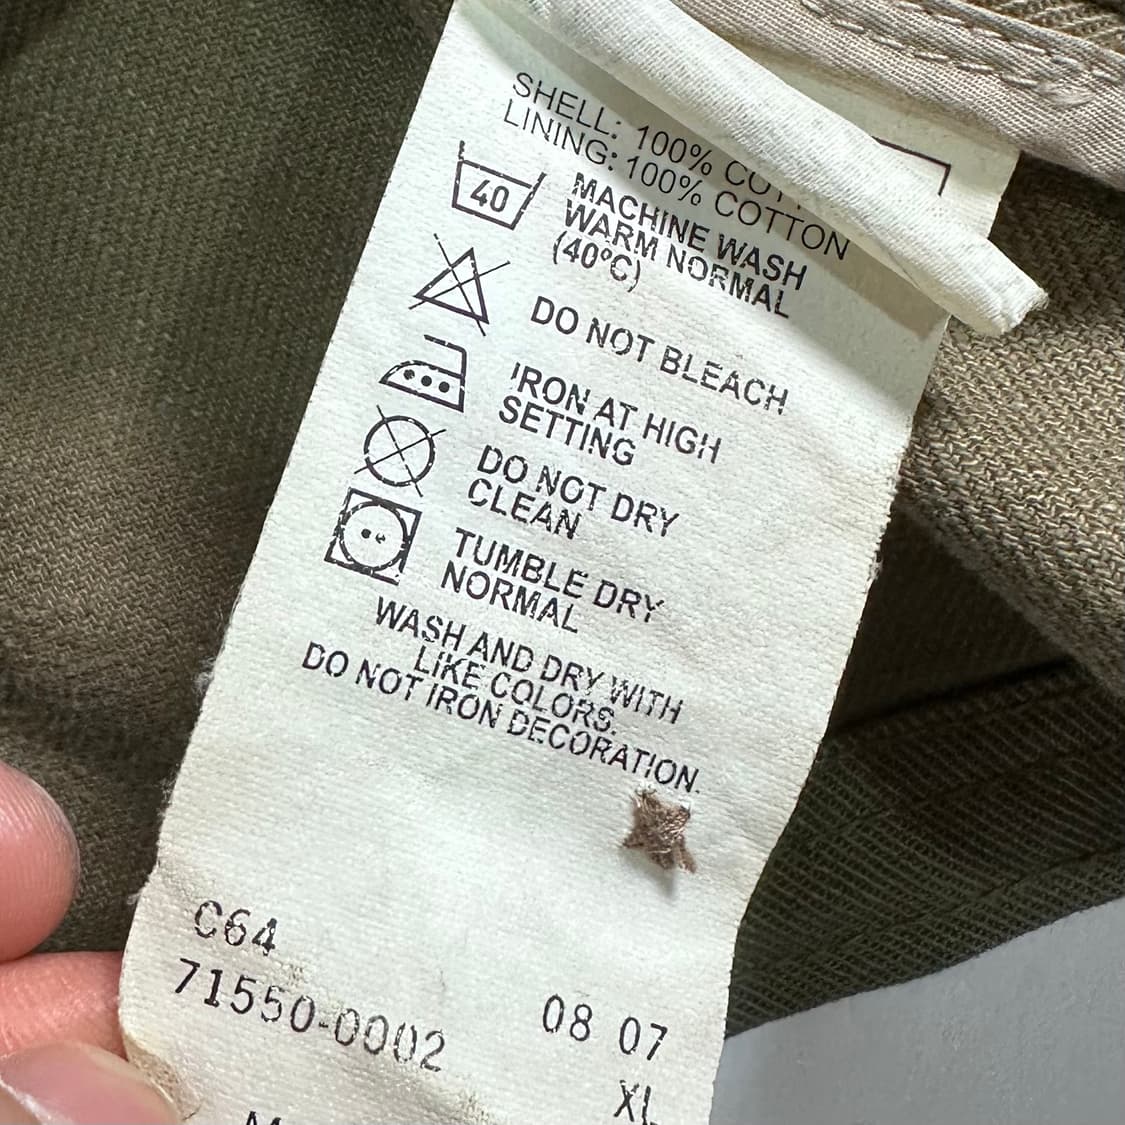 SHELL: 100%
LINING: 100% COTTON
40
MACHINE WASH
WARM NORMAL
(40°C)
DO NOT BLEACH
IRON AT HIGH
SETTING
DO NOT DRY
CLEAN
TUMBLE DRY
NORMAL
WASH AND DRY WITH
LIKE COLORS.
DO NOT IRON DECORATION.
C64
71550-0002
08 07
XL